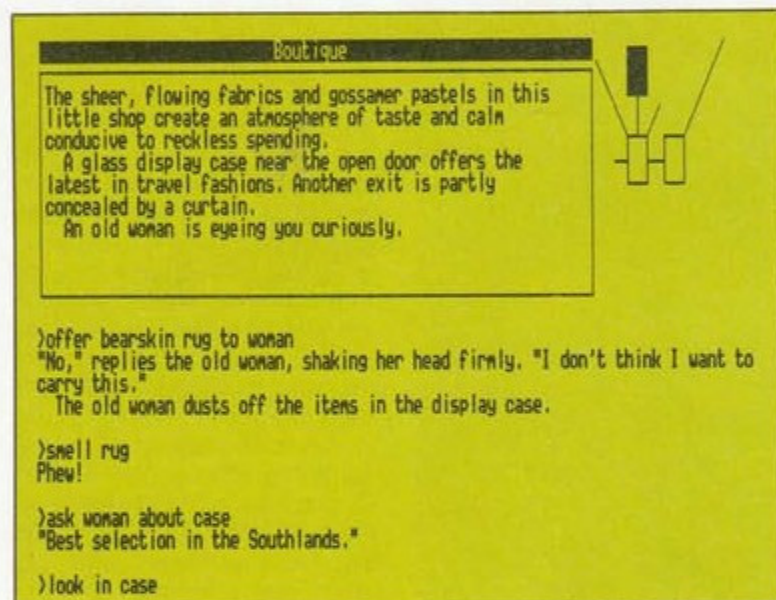 Boutique
The sheer, flowing fabrics and gossamer pastels in this
little shop create an atmosphere of taste and calm
conducive to reckless spending.
A glass display case near the open door offers the
latest in travel fashions. Another exit is partly
concealed by a curtain.
An old woman is eyeing you curiously.
>offer bearskin rug to woman
"No," replies the old woman, shaking her head firmly. "I don't think I want to
carry this."
The old woman dusts off the items in the display case.
>smell rug
Phew!
>ask woman about case
"Best selection in the Southlands."
>look in case